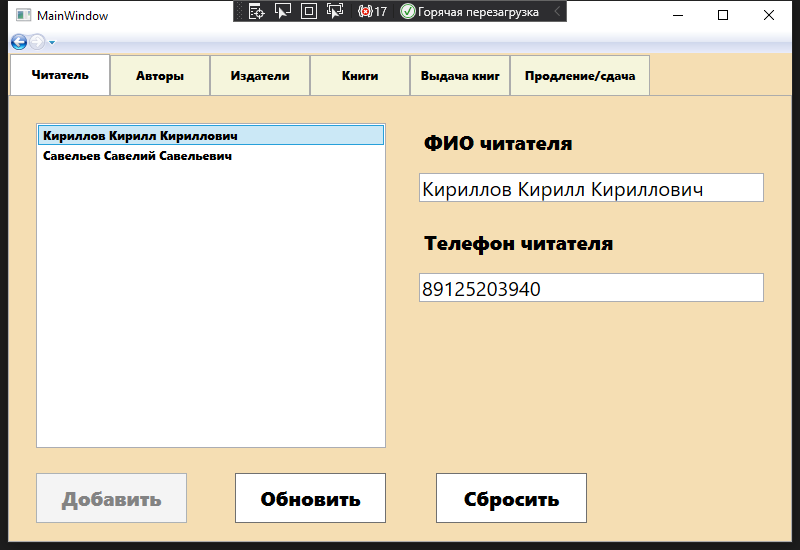 MainWindow
17
Горячая перезагрузка
Читатель
Авторы
Издатели
Книги
Выдача книг
Продление/сдача
Кириллов Кирилл Кириллович
Савельев Савелий Савельевич
ФИО читателя
Кириллов Кирилл Кириллович
Телефон читателя
89125203940
Добавить
Обновить
Сбросить